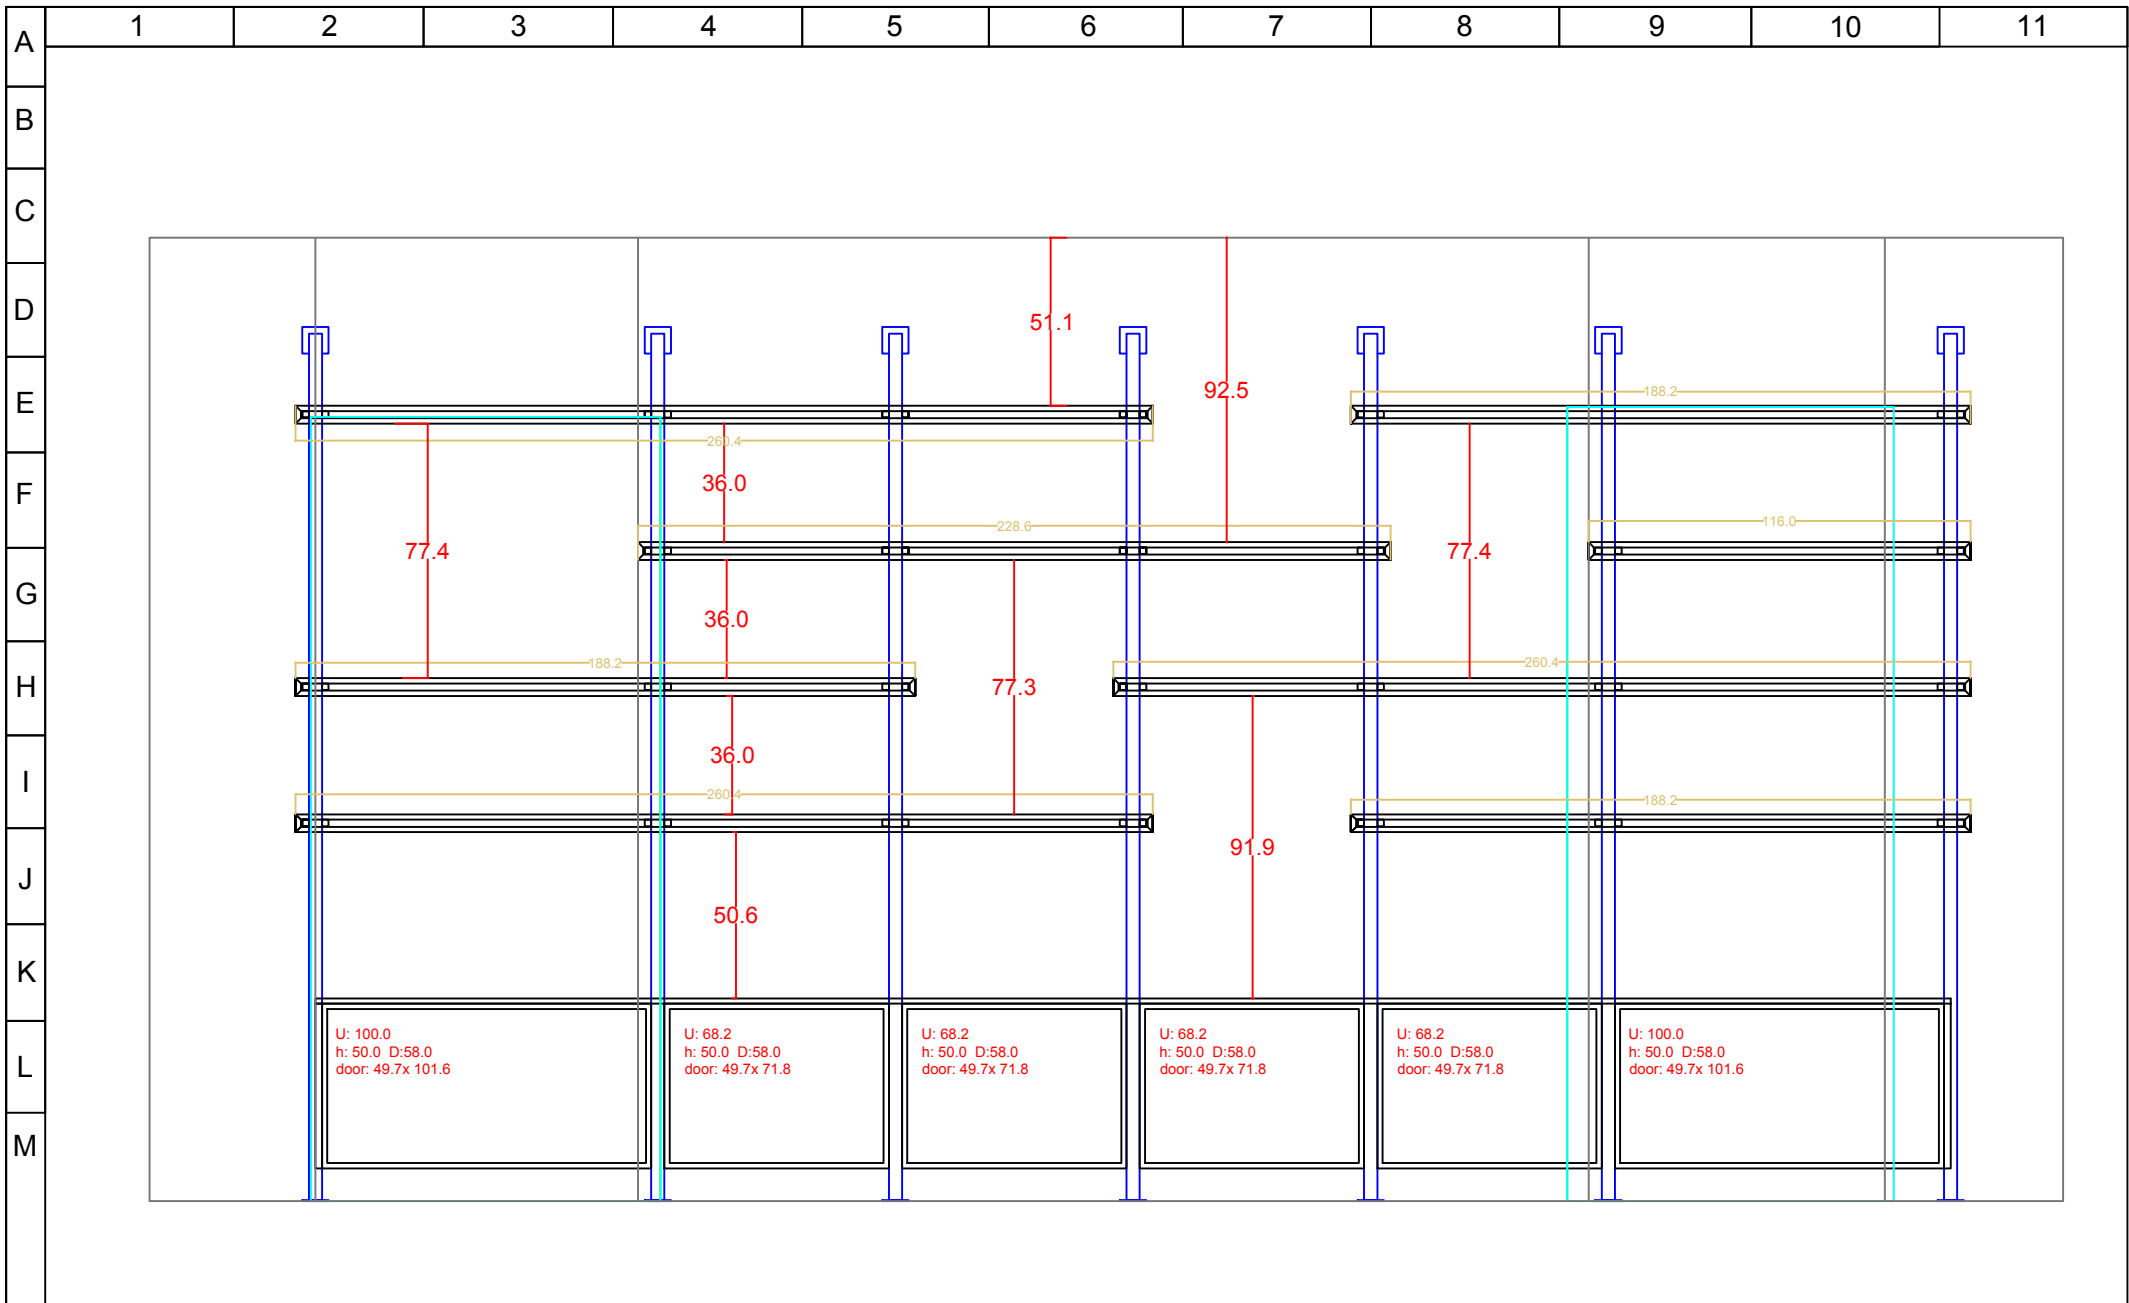 1 2 3 4 5 6 7 8 9 10 11
A
B
C
D
51.1
E
92.5
188.2
260.4
F
36.0
228.6
116.0
77.4
77.4
G
36.0
188.2
260.4
H
77.3
36.0
I
260.4
188.2
91.9
J
50.6
K
U: 100.0
h: 50.0 D:58.0
door: 49.7x 101.6
U: 68.2
h: 50.0 D:58.0
door: 49.7x 71.8
U: 68.2
h: 50.0 D:58.0
door: 49.7x 71.8
U: 68.2
h: 50.0 D:58.0
door: 49.7x 71.8
U: 68.2
h: 50.0 D:58.0
door: 49.7x 71.8
U: 100.0
h: 50.0 D:58.0
door: 49.7x 101.6
L
M